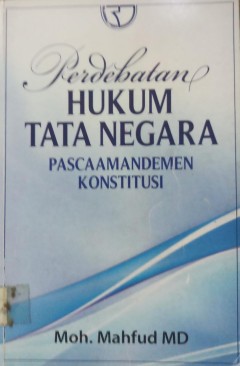 Perdebatan
HUKUM
TATA NEGARA
PASCAAMANDEMEN
KONSTITUSI
Moh. Mahfud MD